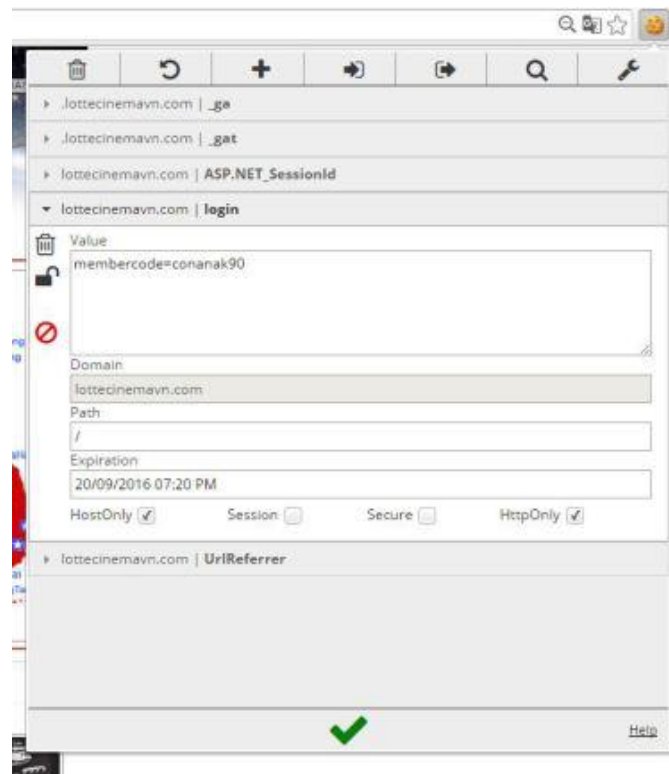 .lottecinemavn.com | _ga
.lottecinemavn.com | _gat
lottecinemavn.com | ASP.NET_SessionId
lottecinemavn.com | login
Value
membercode=conanak90
Domain
lottecinemavn.com
Path
/
Expiration
20/09/2016 07:20 PM
HostOnly Session Secure HttpOnly
lottecinemavn.com | UrlReferrer
Help